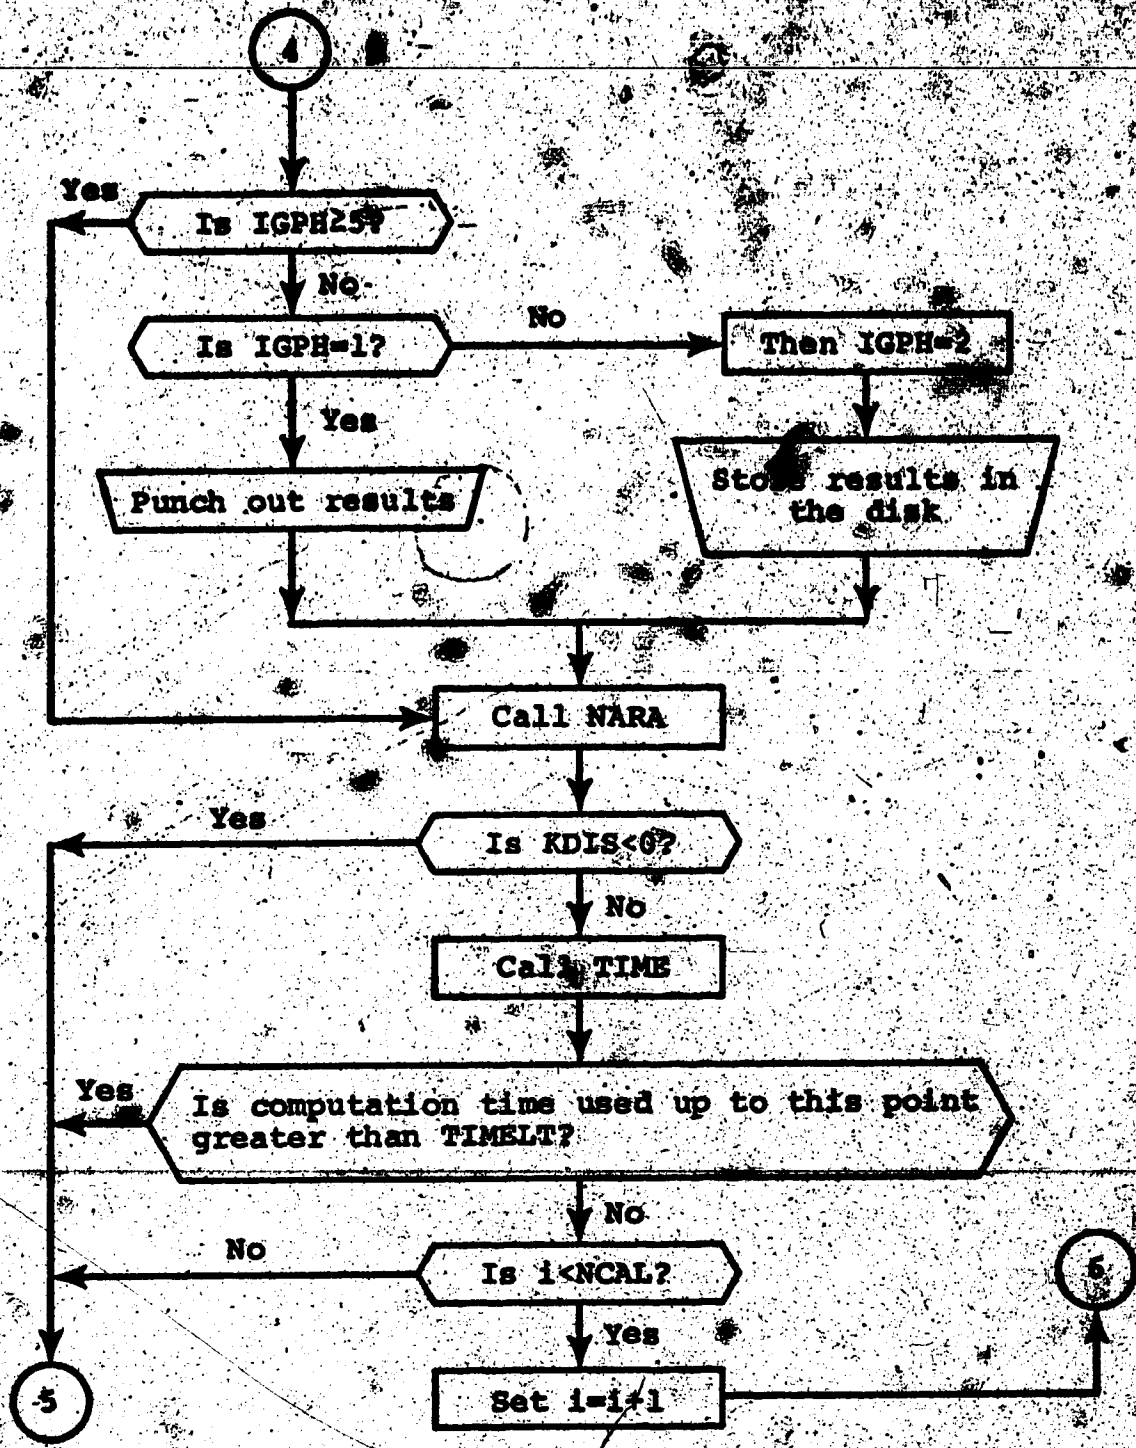 4
Yes
Is IGPH≥5?
No
Is IGPH=1?
No
Then IGPH=2
Yes
Punch out results
Store results in
the disk
Call NARA
Yes
Is KDIS<0?
No
Call TIME
Yes
Is computation time used up to this point
greater than TIMELT?
No
No
Is i<NCAL?
6
Yes
5
Set i=i+1